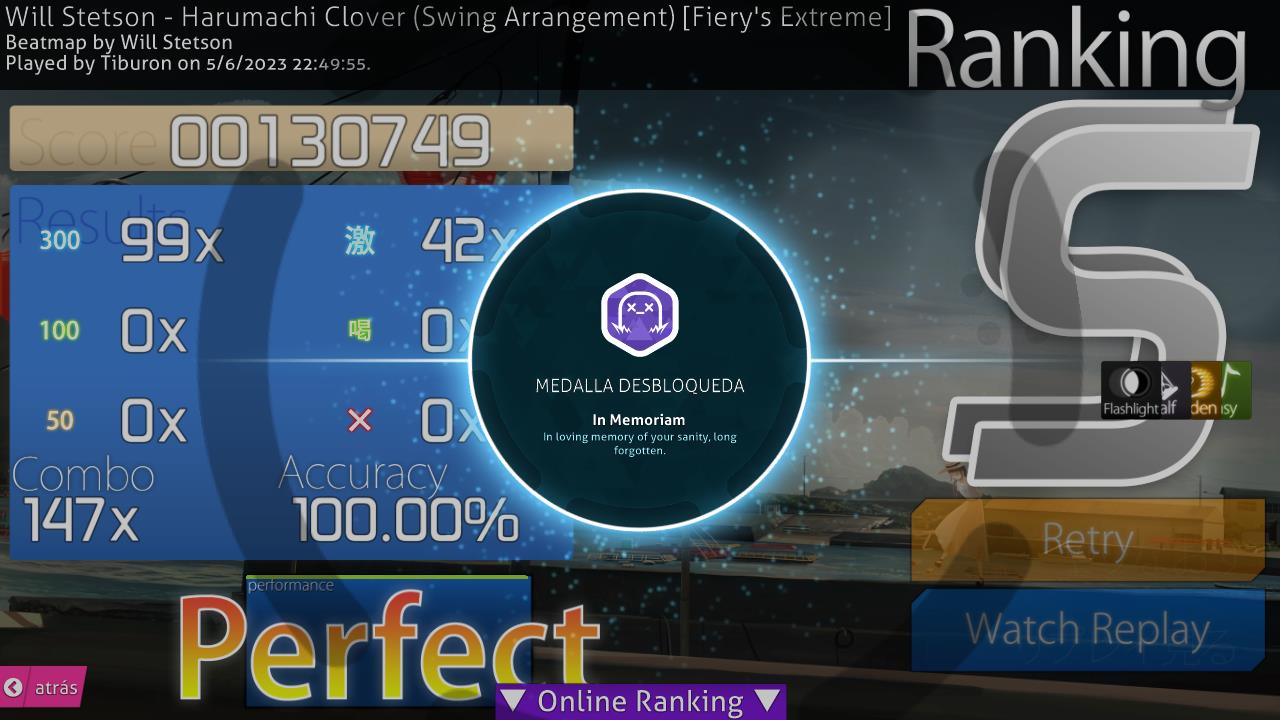 Will Stetson - Harumachi Clover (Swing Arrangement) [Fiery's Extreme]
Beatmap by Will Stetson
Played by Tiburon on 5/6/2023 22:49:55.
Ranking
Score 00130749
Results
300 99x 激 42x
100 0x 喝 0x
50 0x 0x
Combo Accuracy
147x 100.00%
performance
Perfect
MEDALLA DESBLOQUEDA
In Memoriam
In loving memory of your sanity, long
forgotten.
S
Flashlight alf den sy
Retry
Watch Replay
atrás
Online Ranking